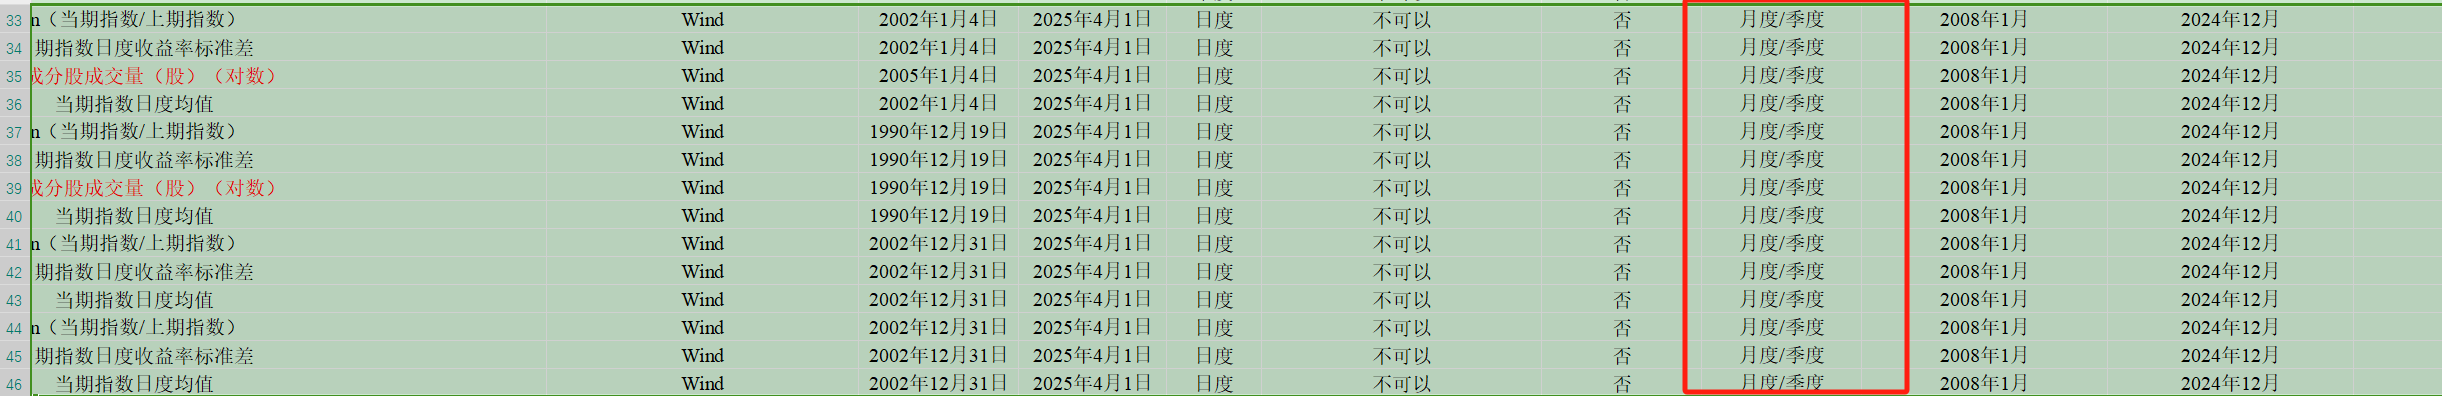 33 n（当期指数/上期指数） Wind 2002年1月4日 2025年4月1日 日度 不可以 否 月度/季度 2008年1月 2024年12月
34 期指数日度收益率标准差 Wind 2002年1月4日 2025年4月1日 日度 不可以 否 月度/季度 2008年1月 2024年12月
35 成分股成交量（股）（对数） Wind 2005年1月4日 2025年4月1日 日度 不可以 否 月度/季度 2008年1月 2024年12月
36 当期指数日度均值 Wind 2002年1月4日 2025年4月1日 日度 不可以 否 月度/季度 2008年1月 2024年12月
37 n（当期指数/上期指数） Wind 1990年12月19日 2025年4月1日 日度 不可以 否 月度/季度 2008年1月 2024年12月
38 期指数日度收益率标准差 Wind 1990年12月19日 2025年4月1日 日度 不可以 否 月度/季度 2008年1月 2024年12月
39 成分股成交量（股）（对数） Wind 1990年12月19日 2025年4月1日 日度 不可以 否 月度/季度 2008年1月 2024年12月
40 当期指数日度均值 Wind 1990年12月19日 2025年4月1日 日度 不可以 否 月度/季度 2008年1月 2024年12月
41 n（当期指数/上期指数） Wind 2002年12月31日 2025年4月1日 日度 不可以 否 月度/季度 2008年1月 2024年12月
42 期指数日度收益率标准差 Wind 2002年12月31日 2025年4月1日 日度 不可以 否 月度/季度 2008年1月 2024年12月
43 当期指数日度均值 Wind 2002年12月31日 2025年4月1日 日度 不可以 否 月度/季度 2008年1月 2024年12月
44 n（当期指数/上期指数） Wind 2002年12月31日 2025年4月1日 日度 不可以 否 月度/季度 2008年1月 2024年12月
45 期指数日度收益率标准差 Wind 2002年12月31日 2025年4月1日 日度 不可以 否 月度/季度 2008年1月 2024年12月
46 当期指数日度均值 Wind 2002年12月31日 2025年4月1日 日度 不可以 否 月度/季度 2008年1月 2024年12月